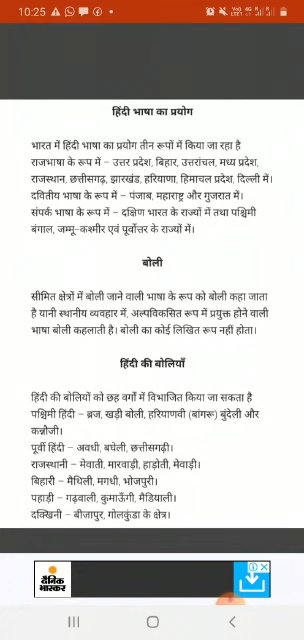 10:25
हिंदी भाषा का प्रयोग
भारत में हिंदी भाषा का प्रयोग तीन रूपों में किया जा रहा है
राजभाषा के रूप में – उत्तर प्रदेश, बिहार, उत्तरांचल, मध्य प्रदेश,
राजस्थान, छत्तीसगढ़, झारखंड, हरियाणा, हिमाचल प्रदेश, दिल्ली में।
दवितीय भाषा के रूप में – पंजाब, महाराष्ट्र और गुजरात में।
संपर्क भाषा के रूप में – दक्षिण भारत के राज्यों में तथा पश्चिमी
बंगाल, जम्मू-कश्मीर एवं पूर्वोत्तर के राज्यों में।
बोली
सीमित क्षेत्रों में बोली जाने वाली भाषा के रूप को बोली कहा जाता
है यानी स्थानीय व्यवहार में, अल्पविकसित रूप में प्रयुक्त होने वाली
भाषा बोली कहलाती है। बोली का कोई लिखित रूप नहीं होता।
हिंदी की बोलियाँ
हिंदी की बोलियों को छह वर्गों में विभाजित किया जा सकता है
पश्चिमी हिंदी – ब्रज, खड़ी बोली, हरियाणवी (बांगरू) बुंदेली और
कन्नौजी।
पूर्वी हिंदी – अवधी, बघेली, छत्तीसगढ़ी।
राजस्थानी – मेवाती, मारवाड़ी, हाड़ोती, मेवाड़ी।
बिहारी – मैथिली, मगधी, भोजपुरी।
पहाड़ी – गढ़वाली, कुमाऊँनी, मैडियाली।
दक्खिनी – बीजापुर, गोलकुंडा के क्षेत्र।
दैनिक
भास्कर